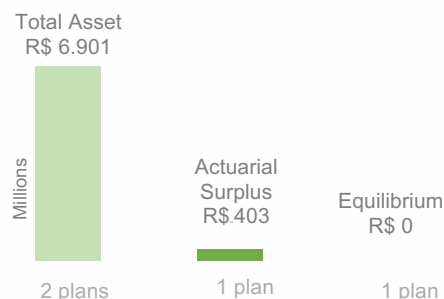 Total Asset
R$ 6.901
Millions
Actuarial
Surplus
R$ 403
Equilibrium
R$ 0
2 plans
1 plan
1 plan